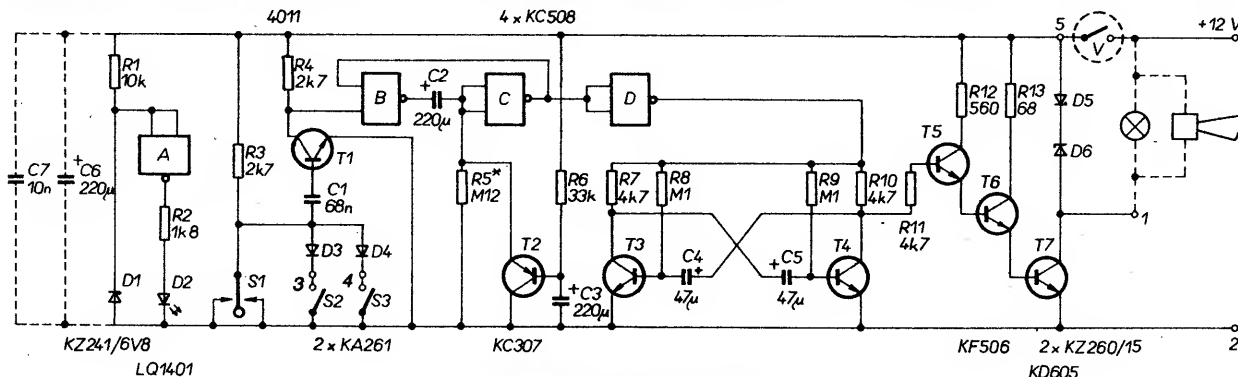 4011
4 x KC508
5
+12 V
V
R1
10k
R4
2k7
B
+ C2
220µ
C
D
R12
560
R13
68
D5
D6
A
T1
T5
T6
C7
10n
+ C6
220µ
R3
2k7
R5*
M12
R6
33k
R7
4k7
R8
M1
R9
M1
R10
4k7
R11
4k7
R2
1k8
C1
68n
D3
D4
T2
T3
C4
+
47µ
+ C5
47µ
T4
T7
1
D1
D2
S1
3
S2
4
S3
+ C3
220µ
2
KZ241/6V8
2 x KA261
KC307
KF506
2 x KZ260/15
LQ1401
KD605